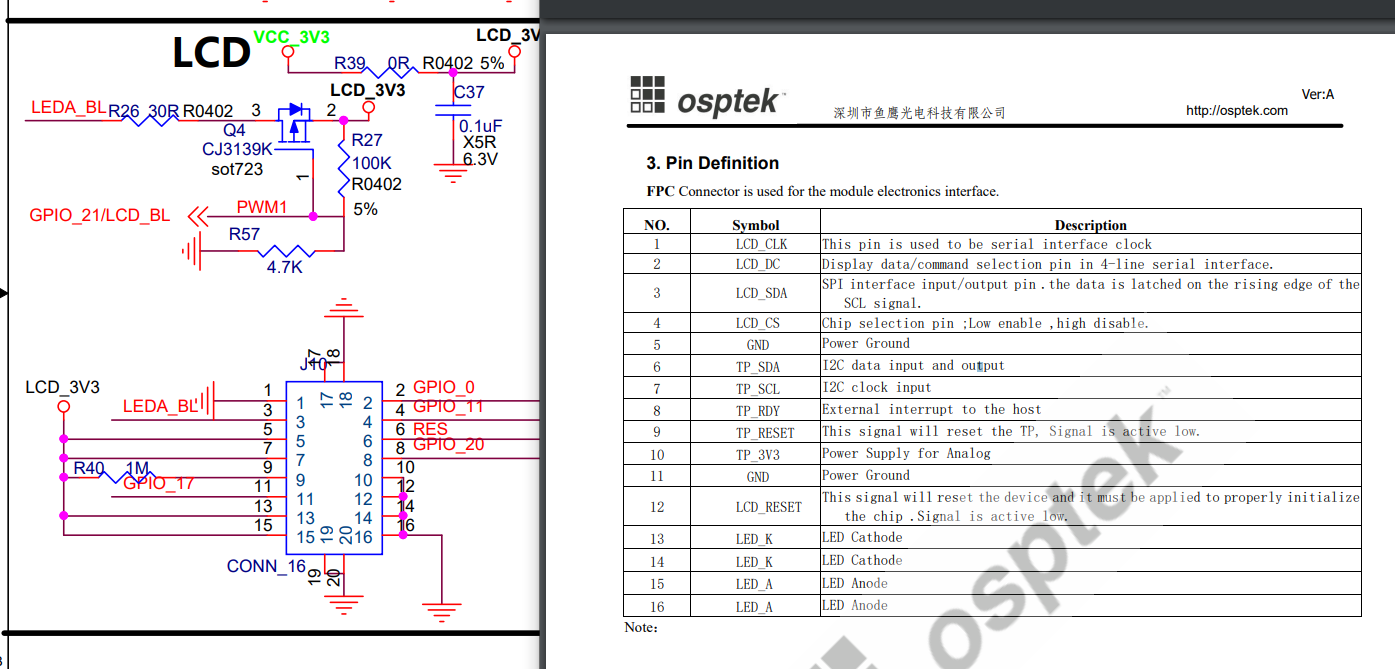 LCD
VCC_3V3
LCD_3V
R39 0R R0402 5%
LCD_3V3
C37
0.1uF
X5R
6.3V
LEDA_BL R26 30R R0402 3 2
Q4
CJ3139K
sot723
1
R27
100K
R0402
5%
GPIO_21/LCD_BL PWM1
R57
4.7K
J10
17 18
LCD_3V3
LEDA_BL
R40 1M
GPIO_17
1 1 17 18 2 2 GPIO_0
3 3 4 4 GPIO_11
5 5 6 6 RES
7 7 8 8 GPIO_20
9 9 10 10
11 11 12 12
13 13 14 14
15 15 19 20 16 16
CONN_16
19 20
osptek™
深圳市鱼鹰光电科技有限公司
Ver:A
http://osptek.com
3. Pin Definition
FPC Connector is used for the module electronics interface.
NO. Symbol Description
1 LCD_CLK This pin is used to be serial interface clock
2 LCD_DC Display data/command selection pin in 4-line serial interface.
3 LCD_SDA SPI interface input/output pin .the data is latched on the rising edge of the
SCL signal.
4 LCD_CS Chip selection pin ;Low enable ,high disable.
5 GND Power Ground
6 TP_SDA I2C data input and output
7 TP_SCL I2C clock input
8 TP_RDY External interrupt to the host
9 TP_RESET This signal will reset the TP, Signal is active low.
10 TP_3V3 Power Supply for Analog
11 GND Power Ground
12 LCD_RESET This signal will reset the device and it must be applied to properly initialize
the chip .Signal is active low.
13 LED_K LED Cathode
14 LED_K LED Cathode
15 LED_A LED Anode
16 LED_A LED Anode
Note:
osptek™